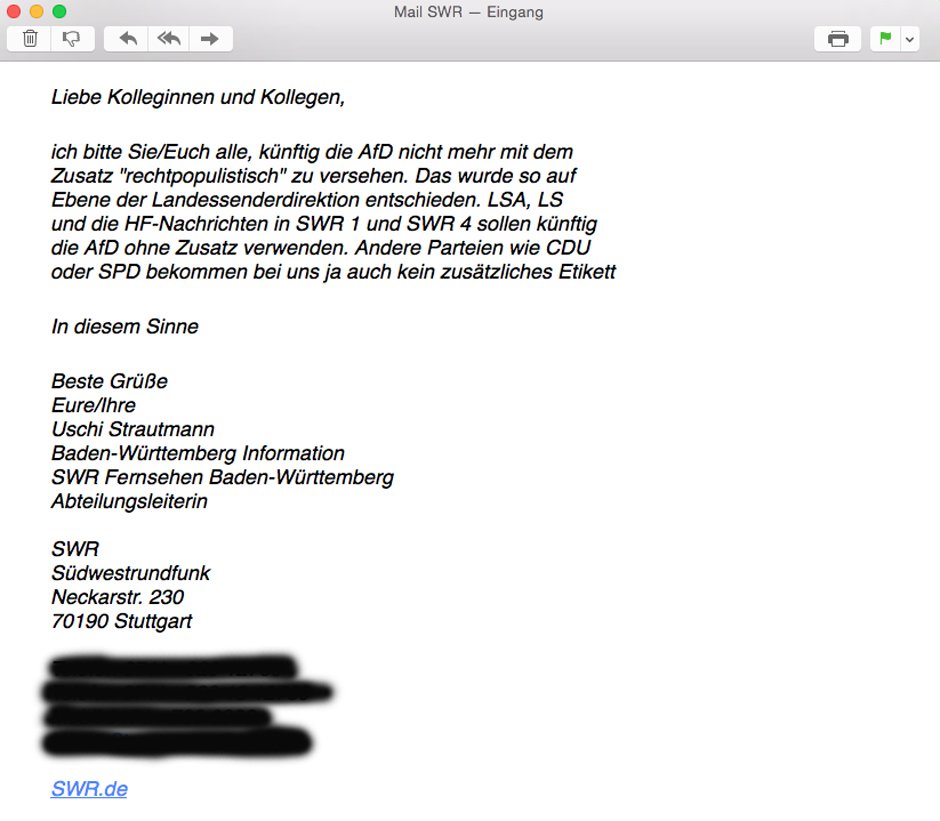 Mail SWR — Eingang
Liebe Kolleginnen und Kollegen,
ich bitte Sie/Euch alle, künftig die AfD nicht mehr mit dem
Zusatz "rechtpopulistisch" zu versehen. Das wurde so auf
Ebene der Landessenderdirektion entschieden. LSA, LS
und die HF-Nachrichten in SWR 1 und SWR 4 sollen künftig
die AfD ohne Zusatz verwenden. Andere Parteien wie CDU
oder SPD bekommen bei uns ja auch kein zusätzliches Etikett
In diesem Sinne
Beste Grüße
Eure/Ihre
Uschi Strautmann
Baden-Württemberg Information
SWR Fernsehen Baden-Württemberg
Abteilungsleiterin
SWR
Südwestrundfunk
Neckarstr. 230
70190 Stuttgart
SWR.de